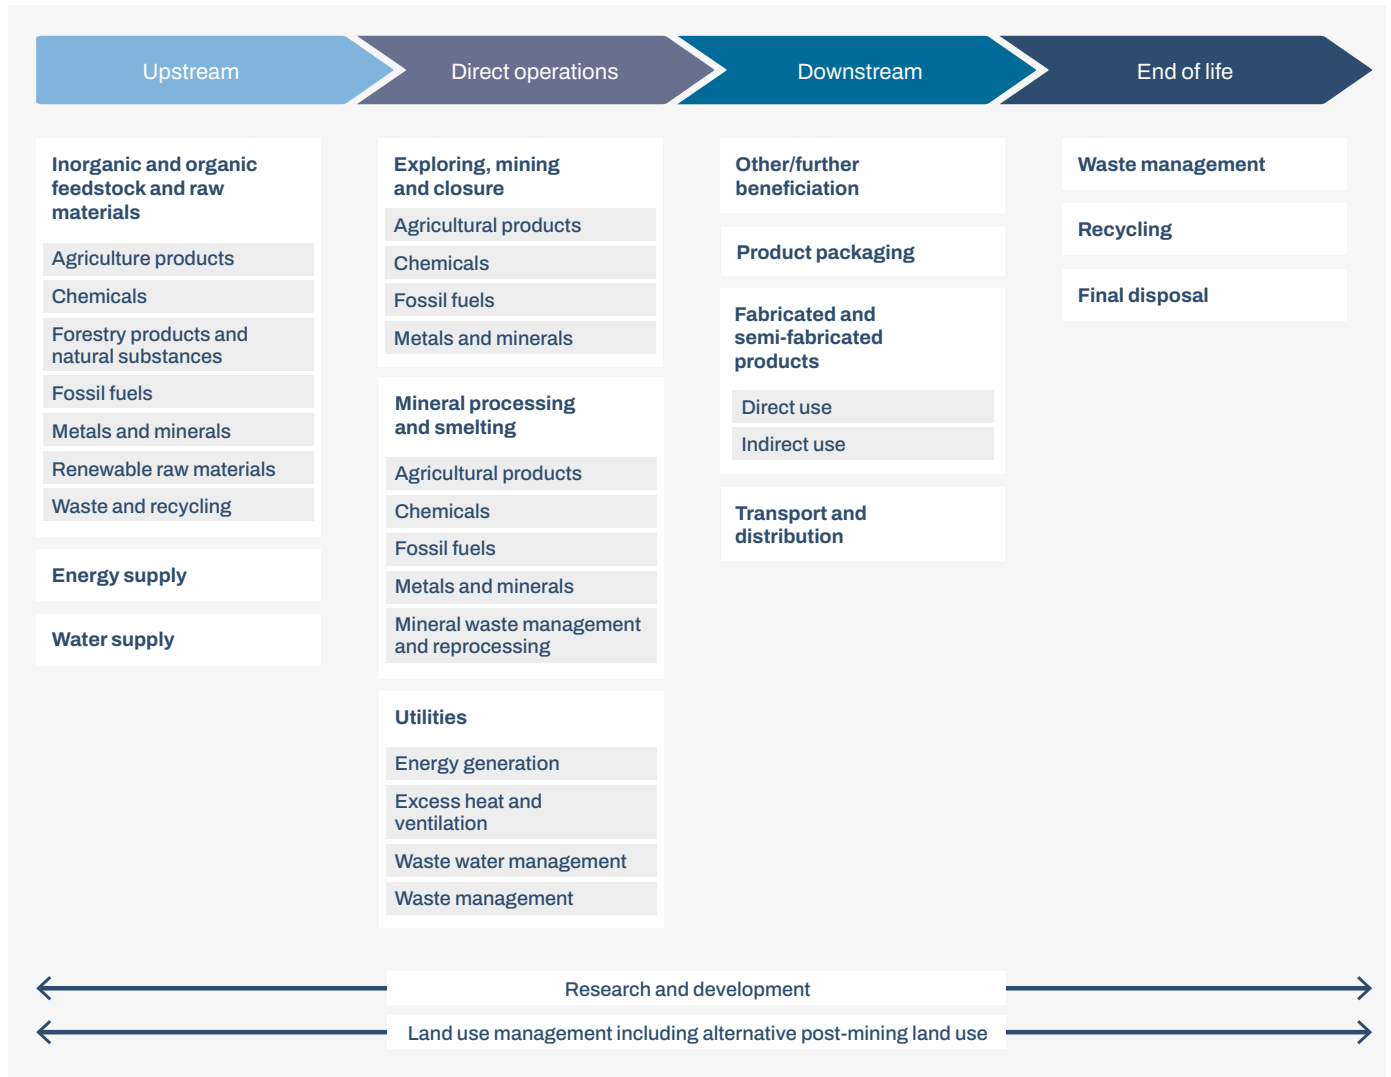 Upstream
Direct operations
Downstream
End of life
Inorganic and organic
feedstock and raw
materials
Agriculture products
Chemicals
Forestry products and
natural substances
Fossil fuels
Metals and minerals
Renewable raw materials
Waste and recycling
Energy supply
Water supply
Exploring, mining
and closure
Agricultural products
Chemicals
Fossil fuels
Metals and minerals
Mineral processing
and smelting
Agricultural products
Chemicals
Fossil fuels
Metals and minerals
Mineral waste management
and reprocessing
Utilities
Energy generation
Excess heat and
ventilation
Waste water management
Waste management
Other/further
beneficiation
Product packaging
Fabricated and
semi-fabricated
products
Direct use
Indirect use
Transport and
distribution
Waste management
Recycling
Final disposal
Research and development
Land use management including alternative post-mining land use